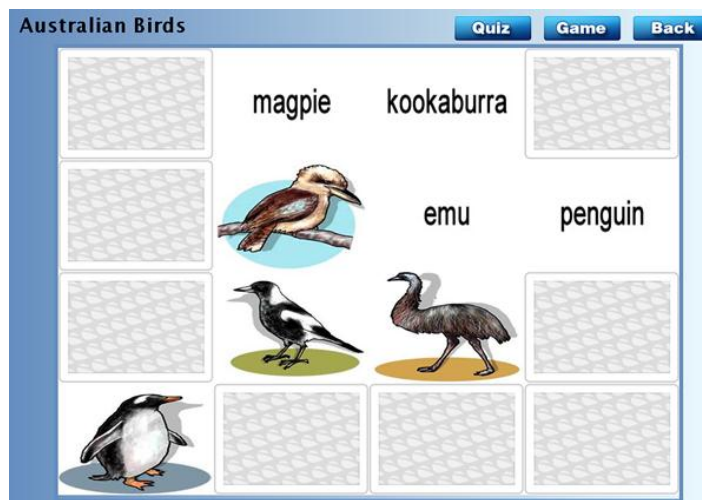 Australian Birds
Quiz
Game
Back
magpie
kookaburra
emu
penguin